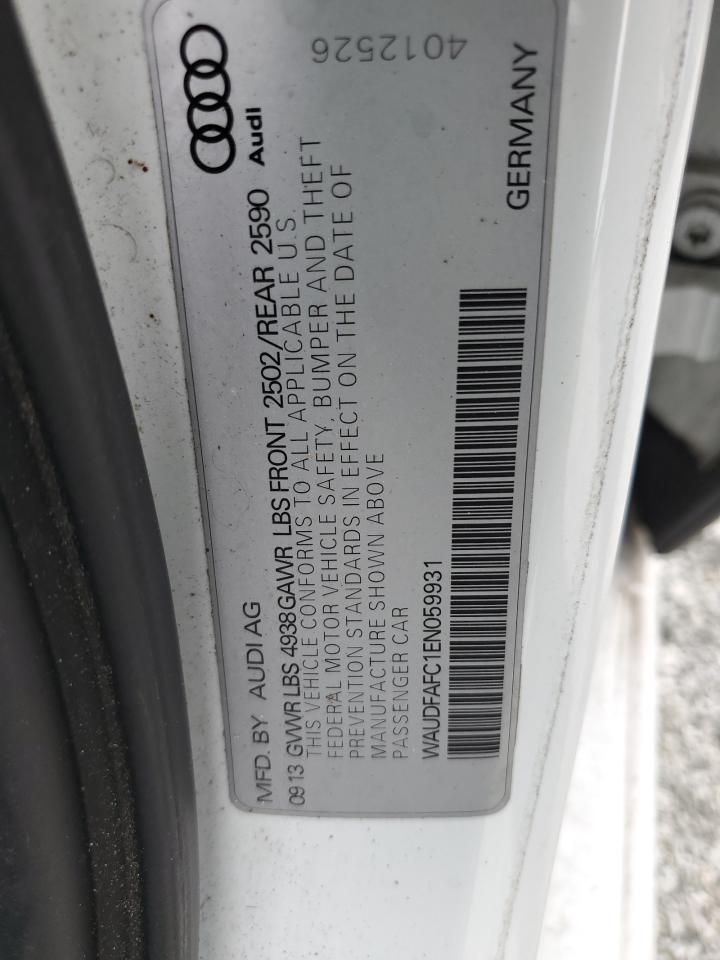 MFD. BY AUDI AG
09 13 GVWR LBS 4938GAWR LBS FRONT 2502/REAR 2590
THIS VEHICLE CONFORMS TO ALL APPLICABLE U.S.
FEDERAL MOTOR VEHICLE SAFETY, BUMPER AND THEFT
PREVENTION STANDARDS IN EFFECT ON THE DATE OF
MANUFACTURE SHOWN ABOVE
PASSENGER CAR
WAUDFAFC1EN059931
Audi
4012526
GERMANY